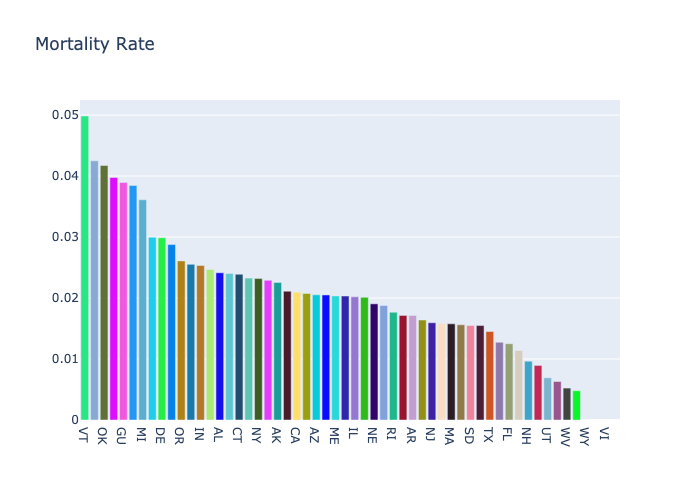 Mortality Rate
0.05
0.04
0.03
0.02
0.01
0
VT
OK
GU
MI
DE
OR
IN
AL
CT
NY
AK
CA
AZ
ME
IL
NE
RI
AR
NJ
MA
SD
TX
FL
NH
UT
WV
WY
VI